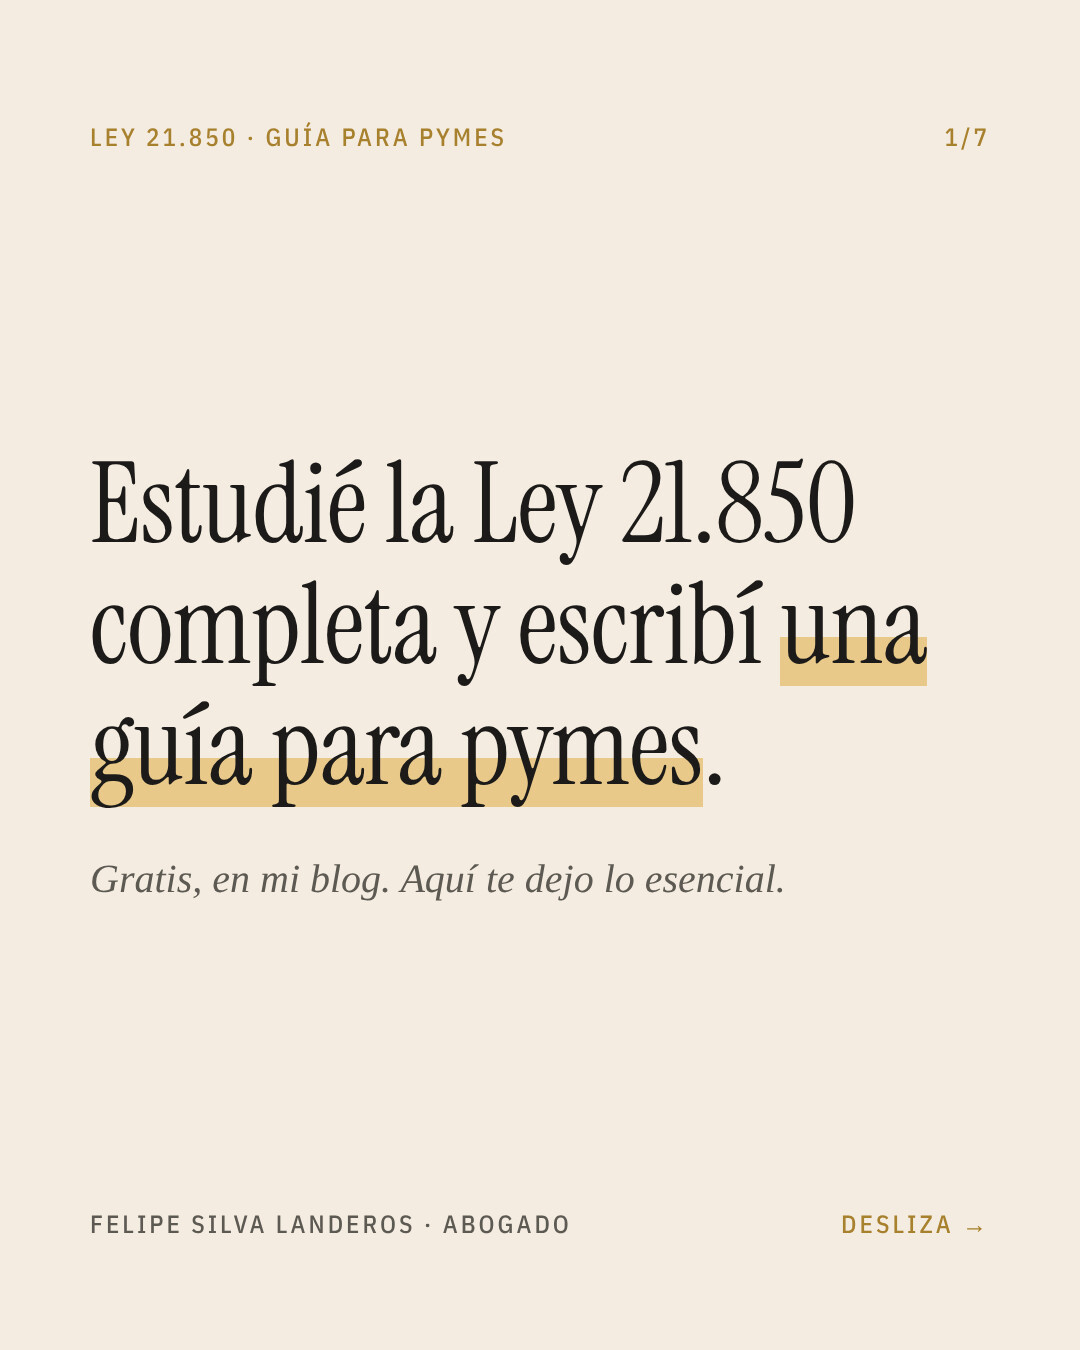 LEY 21.850 · GUÍA PARA PYMES
1/7
Estudié la Ley 21.850
completa y escribí una
guía para pymes.
Gratis, en mi blog. Aquí te dejo lo esencial.
FELIPE SILVA LANDEROS · ABOGADO
DESLIZA →